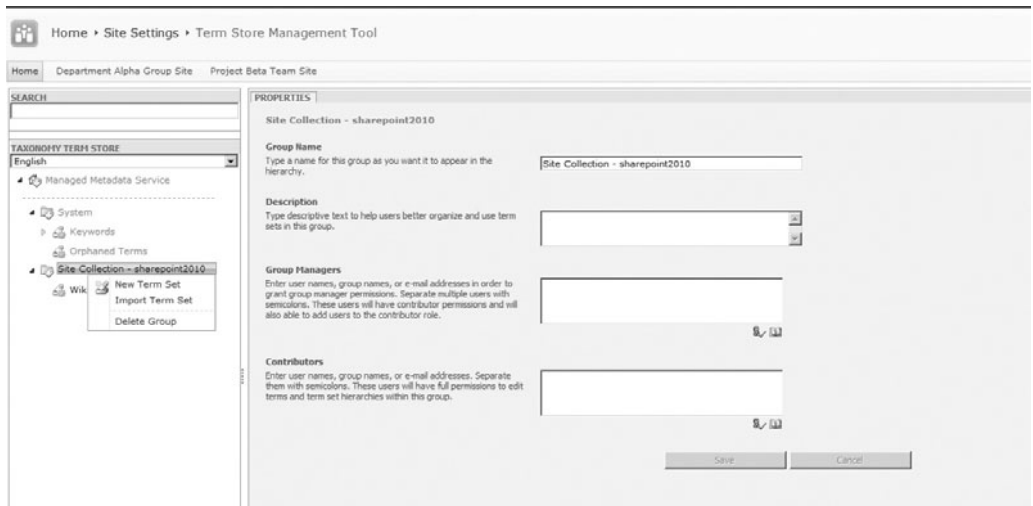 Home ▸ Site Settings ▸ Term Store Management Tool
Home Department Alpha Group Site Project Beta Team Site
SEARCH
TAXONOMY TERM STORE
English
Managed Metadata Service
System
Keywords
Orphaned Terms
Site Collection - sharepoint2010
Wik
New Term Set
Import Term Set
Delete Group
PROPERTIES
Site Collection - sharepoint2010
Group Name
Type a name for this group as you want it to appear in the
hierarchy.
Site Collection - sharepoint2010
Description
Type descriptive text to help users better organize and use term
sets in this group.
Group Managers
Enter user names, group names, or e-mail addresses in order to
grant group manager permissions. Separate multiple users with
semicolons. These users will have contributor permissions and will
also able to add users to the contributor role.
Contributors
Enter user names, group names, or e-mail addresses. Separate
them with semicolons. These users will have full permissions to edit
terms and term set hierarchies within this group.
Save Cancel